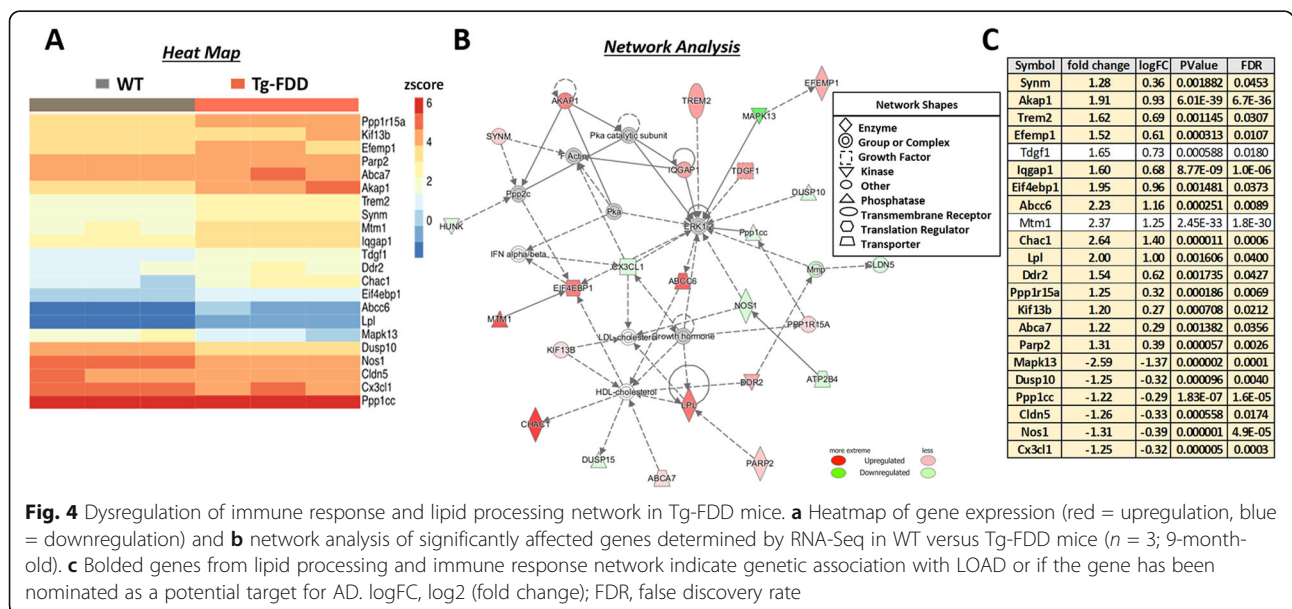 A
Heat Map
WT
Tg-FDD
zscore
6
4
2
0
Ppp1r15a
Kif13b
Efemp1
Parp2
Abca7
Akap1
Trem2
Synm
Mtm1
Iqgap1
Tdgf1
Ddr2
Chac1
Eif4ebp1
Abcc6
Lpl
Mapk13
Dusp10
Nos1
Cldn5
Cx3cl1
Ppp1cc
B
Network Analysis
EFEMP1
TREM2
AKAP1
MAPK13
Pka catalytic subunit
SYNM
F Actin
IQGAP1
TDGF1
DUSP10
Ppp2c
Pka
ERK1/2
Ppp1cc
HUNK
IFN alpha/beta
CX3CL1
Mmp
CLDN5
EIF4EBP1
ABCC6
NOS1
MTM1
PPP1R15A
LDL-cholesterol
Growth hormone
KIF13B
DDR2
ATP2B4
HDL-cholesterol
LPL
CHAC1
DUSP15
ABCA7
PARP2
Network Shapes
Enzyme
Group or Complex
Growth Factor
Kinase
Other
Phosphatase
Transmembrane Receptor
Translation Regulator
Transporter
more extreme less
Upregulated
Downregulated
C
Symbol fold change logFC PValue FDR
Synm 1.28 0.36 0.001882 0.0453
Akap1 1.91 0.93 6.01E-39 6.7E-36
Trem2 1.62 0.69 0.001145 0.0307
Efemp1 1.52 0.61 0.000313 0.0107
Tdgf1 1.65 0.73 0.000588 0.0180
Iqgap1 1.60 0.68 8.77E-09 1.0E-06
Eif4ebp1 1.95 0.96 0.001481 0.0373
Abcc6 2.23 1.16 0.000251 0.0089
Mtm1 2.37 1.25 2.45E-33 1.8E-30
Chac1 2.64 1.40 0.000011 0.0006
Lpl 2.00 1.00 0.001606 0.0400
Ddr2 1.54 0.62 0.001735 0.0427
Ppp1r15a 1.25 0.32 0.000186 0.0069
Kif13b 1.20 0.27 0.000708 0.0212
Abca7 1.22 0.29 0.001382 0.0356
Parp2 1.31 0.39 0.000057 0.0026
Mapk13 -2.59 -1.37 0.000002 0.0001
Dusp10 -1.25 -0.32 0.000096 0.0040
Ppp1cc -1.22 -0.29 1.83E-07 1.6E-05
Cldn5 -1.26 -0.33 0.000558 0.0174
Nos1 -1.31 -0.39 0.000001 4.9E-05
Cx3cl1 -1.25 -0.32 0.000005 0.0003
Fig. 4 Dysregulation of immune response and lipid processing network in Tg-FDD mice. a Heatmap of gene expression (red = upregulation, blue
= downregulation) and b network analysis of significantly affected genes determined by RNA-Seq in WT versus Tg-FDD mice (n = 3; 9-month-
old). c Bolded genes from lipid processing and immune response network indicate genetic association with LOAD or if the gene has been
nominated as a potential target for AD. logFC, log2 (fold change); FDR, false discovery rate